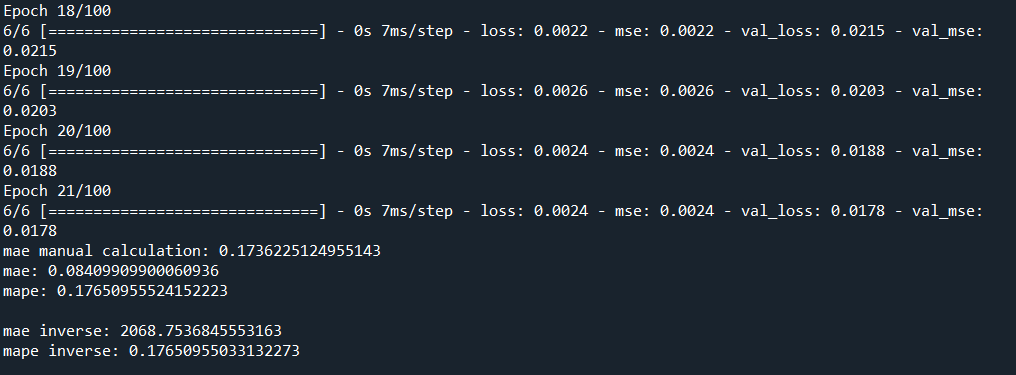 Epoch 18/100
6/6 [==============================] - 0s 7ms/step - loss: 0.0022 - mse: 0.0022 - val_loss: 0.0215 - val_mse:
0.0215
Epoch 19/100
6/6 [==============================] - 0s 7ms/step - loss: 0.0026 - mse: 0.0026 - val_loss: 0.0203 - val_mse:
0.0203
Epoch 20/100
6/6 [==============================] - 0s 7ms/step - loss: 0.0024 - mse: 0.0024 - val_loss: 0.0188 - val_mse:
0.0188
Epoch 21/100
6/6 [==============================] - 0s 7ms/step - loss: 0.0024 - mse: 0.0024 - val_loss: 0.0178 - val_mse:
0.0178
mae manual calculation: 0.1736225124955143
mae: 0.08409909900060936
mape: 0.17650955524152223

mae inverse: 2068.7536845553163
mape inverse: 0.17650955033132273